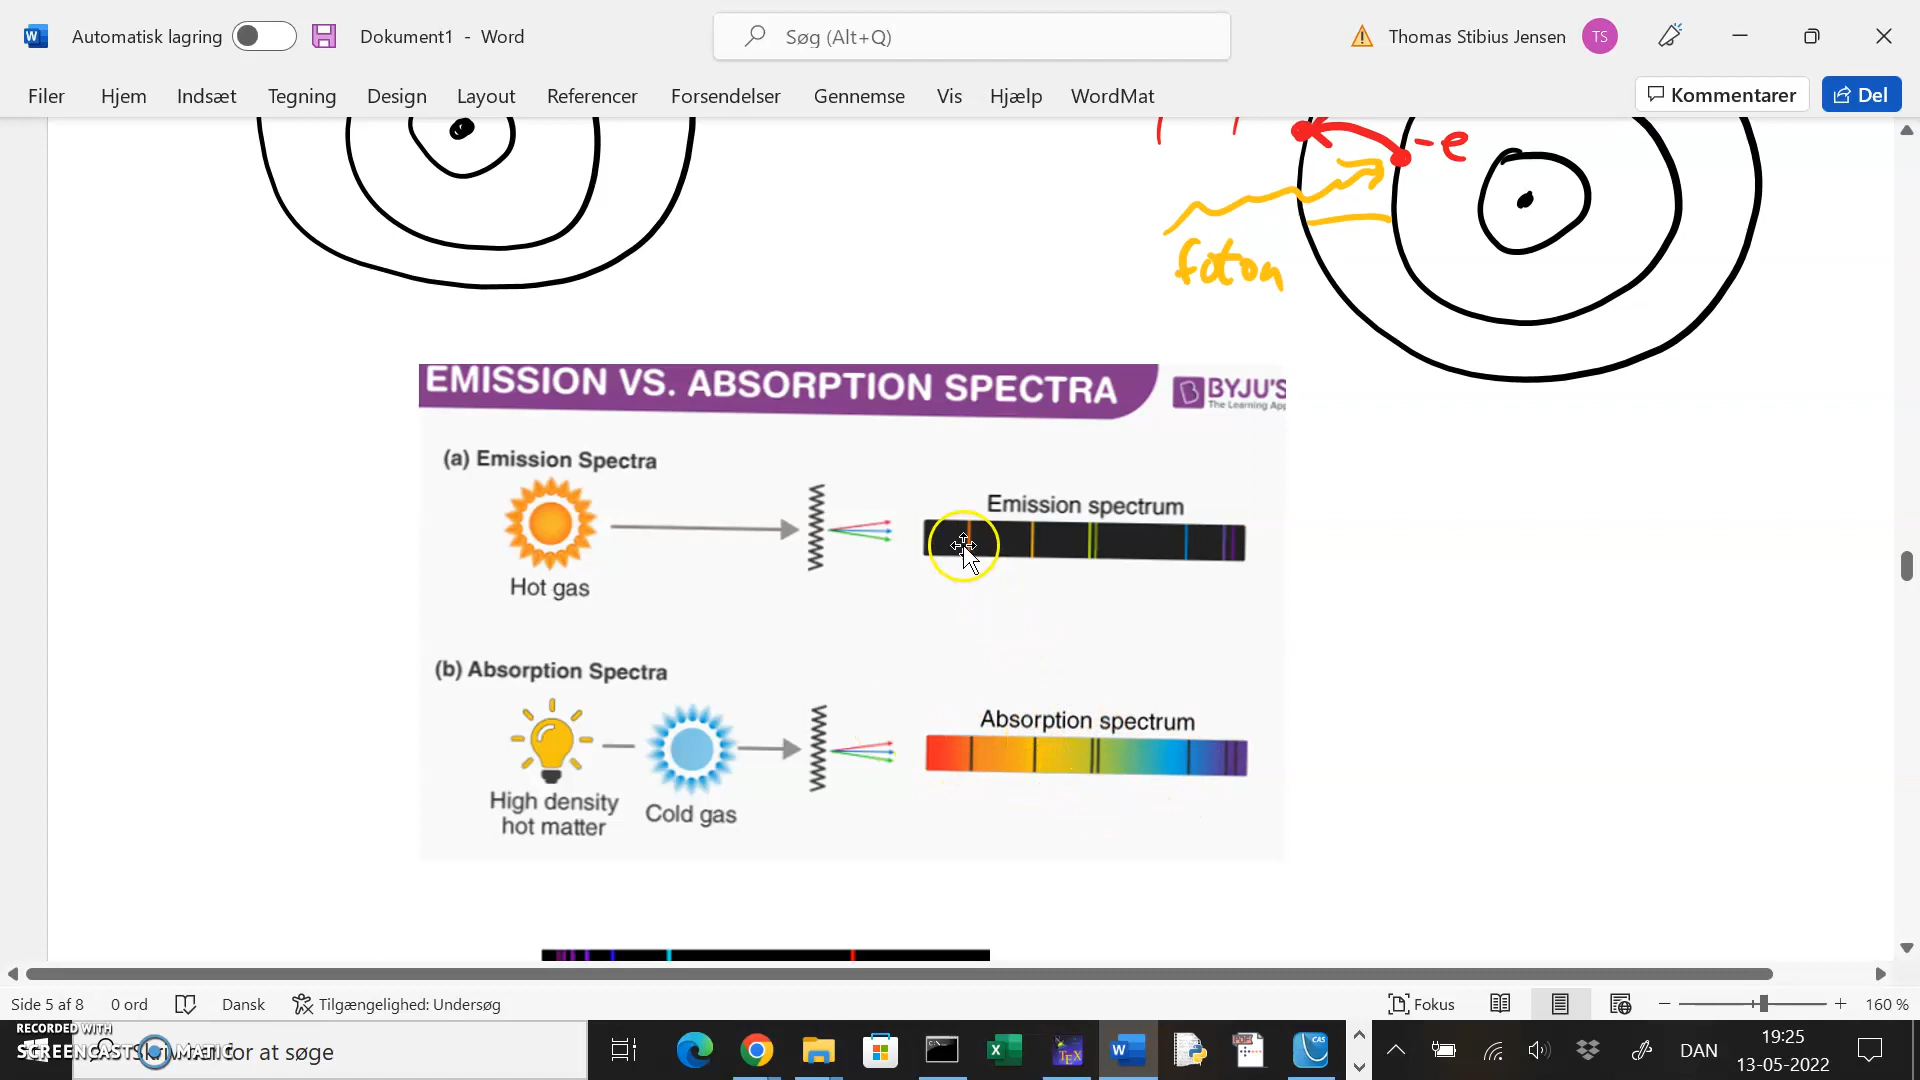 Automatisk lagring
Dokument1 - Word
Søg (Alt+Q)
Thomas Stibius Jensen
TS
Filer Hjem Indsæt Tegning Design Layout Referencer Forsendelser Gennemse Vis Hjælp WordMat
Kommentarer
Del
-e
foton
EMISSION VS. ABSORPTION SPECTRA
BYJU'S
The Learning App
(a) Emission Spectra
Emission spectrum
Hot gas
(b) Absorption Spectra
Absorption spectrum
High density
hot matter
Cold gas
Side 5 af 8 0 ord Dansk Tilgængelighed: Undersøg
Fokus
160 %
RECORDED WITH
SCREENCAST MATIC
for at søge
DAN
19:25
13-05-2022